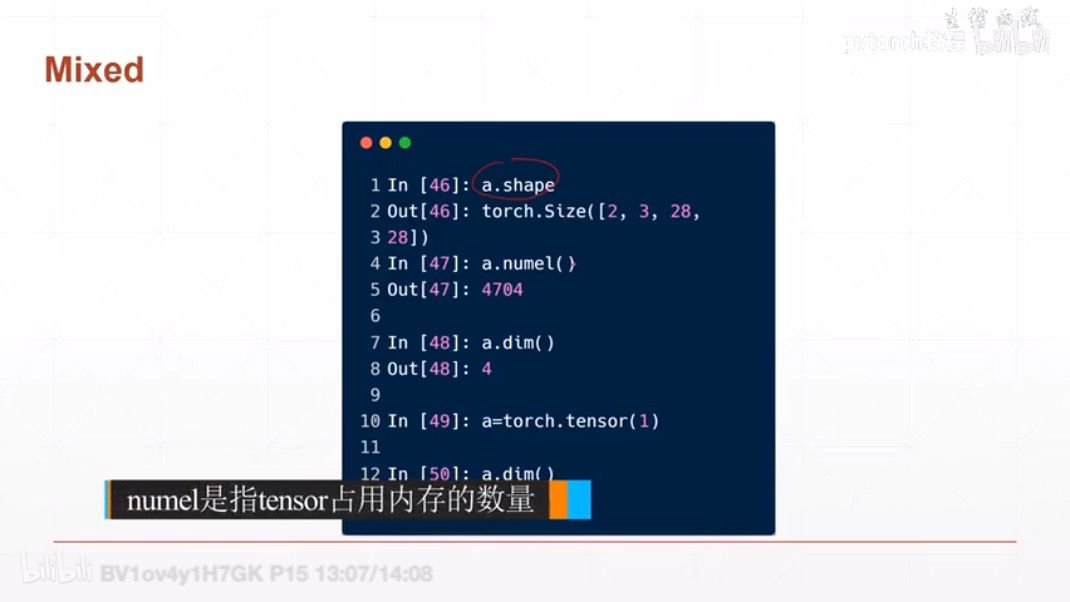 pytorch教程
bilibili
Mixed
1 In [46]: a.shape
2 Out[46]: torch.Size([2, 3, 28,
3 28])
4 In [47]: a.numel()
5 Out[47]: 4704
6
7 In [48]: a.dim()
8 Out[48]: 4
9
10 In [49]: a=torch.tensor(1)
11
12 In [50]: a.dim()
numel是指tensor占用内存的数量
bilibili BV1ov4y1H7GK P15 13:07/14:08